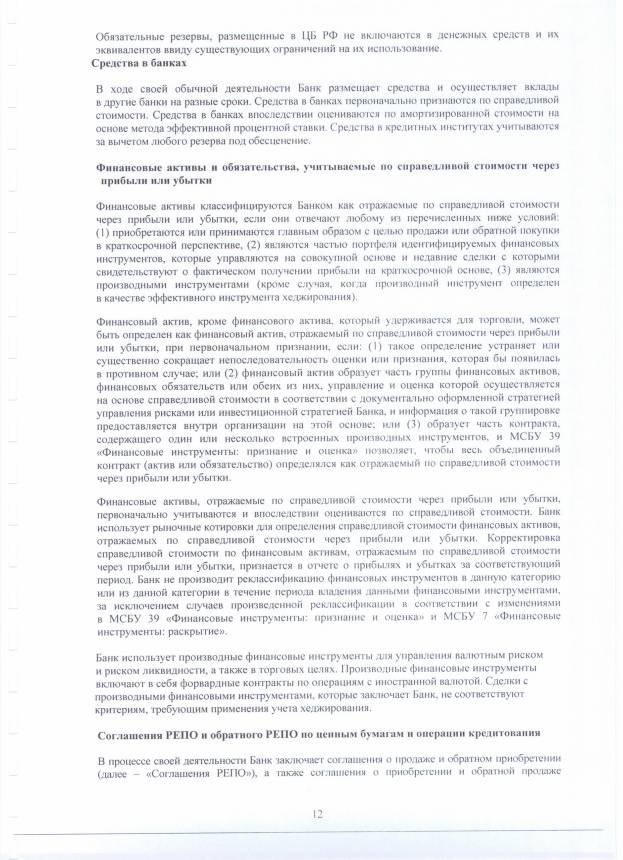 Обязательные резервы, размещенные в ЦБ РФ не включаются в денежных средств и их
эквивалентов ввиду существующих ограничений на их использование.
Средства в банках
В ходе своей обычной деятельности Банк размещает средства и осуществляет вклады
в другие банки на разные сроки. Средства в банках первоначально признаются по справедливой
стоимости. Средства в банках впоследствии оцениваются по амортизированной стоимости на
основе метода эффективной процентной ставки. Средства в кредитных институтах учитываются
за вычетом любого резерва под обесценение.
Финансовые активы и обязательства, учитываемые по справедливой стоимости через
прибыли или убытки
Финансовые активы классифицируются Банком как отражаемые по справедливой стоимости
через прибыли или убытки, если они отвечают любому из перечисленных ниже условий:
(1) приобретаются или принимаются главным образом с целью продажи или обратной покупки
в краткосрочной перспективе, (2) являются частью портфеля идентифицируемых финансовых
инструментов, которые управляются на совокупной основе и недавние сделки с которыми
свидетельствуют о фактическом получении прибыли на краткосрочной основе, (3) являются
производными инструментами (кроме случая, когда производный инструмент определен
в качестве эффективного инструмента хеджирования).
Финансовый актив, кроме финансового актива, который удерживается для торговли, может
быть определен как финансовый актив, отражаемый по справедливой стоимости через прибыли
или убытки, при первоначальном признании, если: (1) такое определение устраняет или
существенно сокращает непоследовательность оценки или признания, которая бы появилась
в противном случае; или (2) финансовый актив образует часть группы финансовых активов,
финансовых обязательств или обеих из них, управление и оценка которой осуществляется
на основе справедливой стоимости в соответствии с документально оформленной стратегией
управления рисками или инвестиционной стратегией Банка, и информация о такой группировке
предоставляется внутри организации на этой основе; или (3) образует часть контракта,
содержащего один или несколько встроенных производных инструментов, и МСБУ 39
«Финансовые инструменты: признание и оценка» позволяет, чтобы весь объединенный
контракт (актив или обязательство) определялся как отражаемый по справедливой стоимости
через прибыли или убытки.
Финансовые активы, отражаемые по справедливой стоимости через прибыли или убытки,
первоначально учитываются и впоследствии оцениваются по справедливой стоимости. Банк
использует рыночные котировки для определения справедливой стоимости финансовых активов,
отражаемых по справедливой стоимости через прибыли или убытки. Корректировка
справедливой стоимости по финансовым активам, отражаемым по справедливой стоимости
через прибыли или убытки, признается в отчете о прибылях и убытках за соответствующий
период. Банк не производит реклассификацию финансовых инструментов в данную категорию
или из данной категории в течение периода владения данными финансовыми инструментами,
за исключением случаев произведенной реклассификации в соответствии с изменениями
в МСБУ 39 «Финансовые инструменты: признание и оценка» и МСБУ 7 «Финансовые
инструменты: раскрытие».
Банк использует производные финансовые инструменты для управления валютным риском
и риском ликвидности, а также в торговых целях. Производные финансовые инструменты
включают в себя форвардные контракты по операциям с иностранной валютой. Сделки с
производными финансовыми инструментами, которые заключает Банк, не соответствуют
критериям, требующим применения учета хеджирования.
Соглашения РЕПО и обратного РЕПО по ценным бумагам и операции кредитования
В процессе своей деятельности Банк заключает соглашения о продаже и обратном приобретении
(далее – «Соглашения РЕПО»), а также соглашения о приобретении и обратной продаже
12